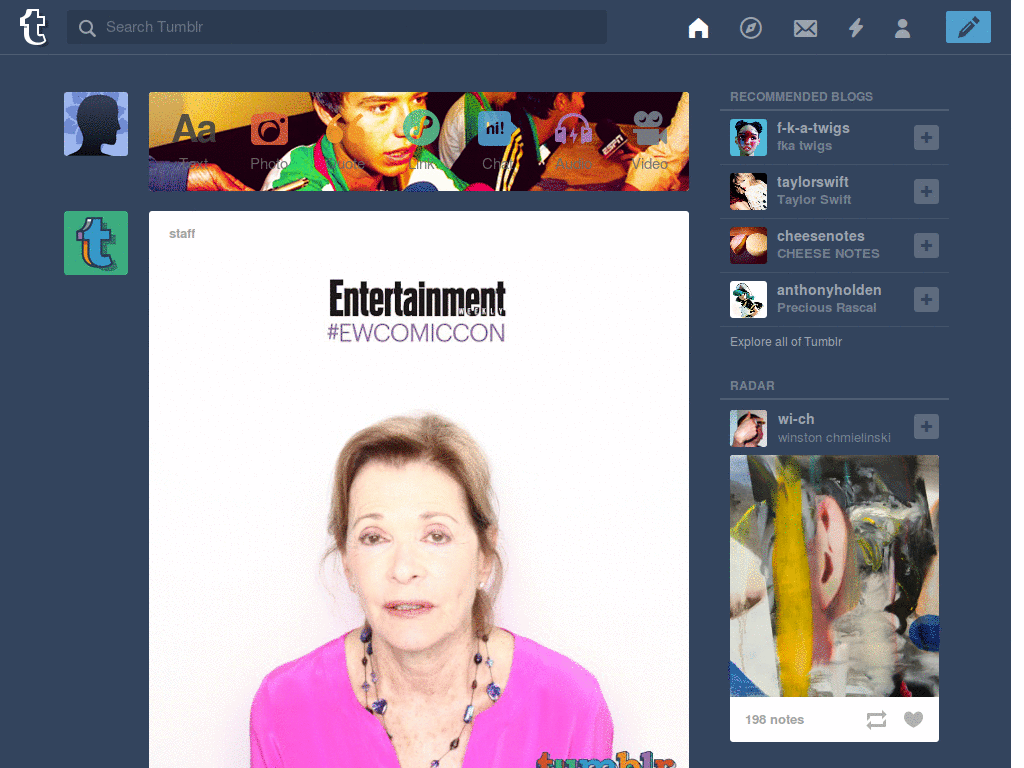 t
Search Tumblr
Aa
hi!
Text
Photo
Quote
Link
Chat
Audio
Video
ESPN
t
staff
Entertainment
WEEKLY
#EWCOMICCON
tumblr
RECOMMENDED BLOGS
f-k-a-twigs
fka twigs
taylorswift
Taylor Swift
cheesenotes
CHEESE NOTES
anthonyholden
Precious Rascal
Explore all of Tumblr
RADAR
wi-ch
winston chmielinski
198 notes